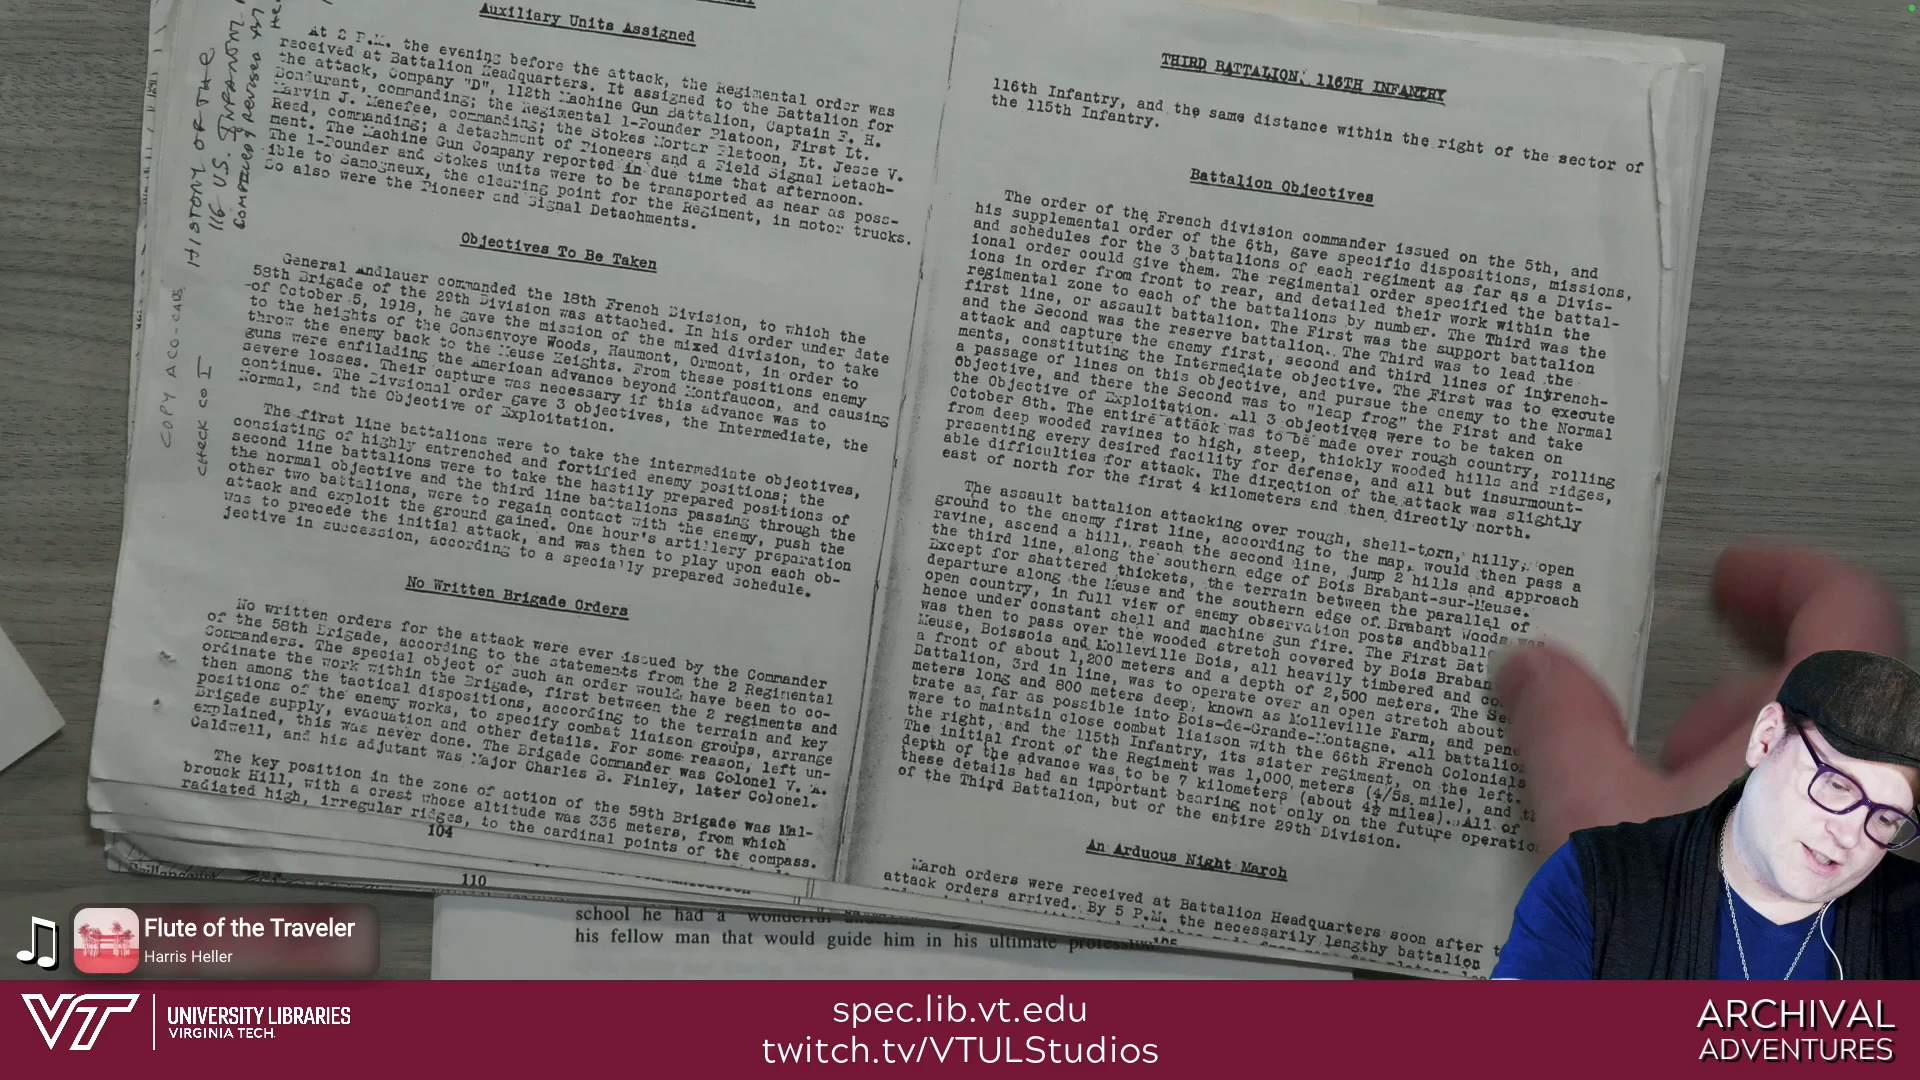 Auxiliary Units Assigned
At 2 P.M. the evening before the attack, the Regimental order was
received at Battalion Headquarters. It assigned to the Battalion for
the attack, Company "D", 112th Machine Gun Battalion, Captain F. H.
Bondurant, commanding; the Regimental 1-Pounder Platoon, First Lt.
Marvin J. Menefee, commanding; the Stokes Mortar Platoon, Lt. Jesse V.
Reed, commanding; a detachment of Pioneers and a Field Signal Detach-
ment. The Machine Gun Company reported in due time that afternoon.
The 1-Pounder and Stokes units were to be transported as near as poss-
ible to Samogneux, the clearing point for the Regiment, in motor trucks.
So also were the Pioneer and Signal Detachments.
Objectives To Be Taken
General Andlauer commanded the 18th French Division, to which the
58th Brigade of the 29th Division was attached. In his order under date
of October 5, 1918, he gave the mission of the mixed division, to take
to the heights of the Consenvoye Woods, Haumont, Ormont, in order to
throw the enemy back to the Meuse Heights. From these positions enemy
guns were enfilading the American advance beyond Montfaucon, and causing
severe losses. Their capture was necessary if this advance was to
continue. The Divsional order gave 3 objectives, the Intermediate, the
Normal, and the Objective of Exploitation.
The first line battalions were to take the intermediate objectives,
consisting of highly entrenched and fortified enemy positions; the
second line battalions were to take the hastily prepared positions of
the normal objective and the third line battalions passing through the
other two battalions, were to regain contact with the enemy, push the
attack and exploit the ground gained. One hour's artillery preparation
was to precede the initial attack, and was then to play upon each ob-
jective in succession, according to a specially prepared schedule.
No Written Brigade Orders
No written orders for the attack were ever issued by the Commander
of the 58th Brigade, according to the statements from the 2 Regimental
Commanders. The special object of such an order would have been to co-
ordinate the work within the Brigade, first between the 2 regiments and
then among the tactical dispositions, according to the terrain and key
positions of the enemy works, to specify combat liaison groups, arrange
Brigade supply, evacuation and other details. For some reason, left un-
explained, this was never done. The Brigade Commander was Colonel V. A.
Caldwell, and his adjutant was Major Charles B. Finley, later Colonel.
The key position in the zone of action of the 58th Brigade was Mal-
brouck Hill, with a crest whose altitude was 336 meters, from which
radiated high, irregular ridges, to the cardinal points of the compass.
104
110
HISTORY OF THE
116 U.S. INFANTRY
COMPILED & REVISED
COPY A CO-
CHECK CO I
THIRD BATTALION, 116TH INFANTRY
116th Infantry, and the same distance within the right of the sector of
the 115th Infantry.
Battalion Objectives
The order of the French division commander issued on the 5th, and
his supplemental order of the 6th, gave specific dispositions, missions,
and schedules for the 3 battalions of each regiment as far as a Divis-
ional order could give them. The regimental order specified the battal-
ions in order from front to rear, and detailed their work within the
regimental zone to each of the battalions by number. The Third was the
first line, or assault battalion. The First was the support battalion
and the Second was the reserve battalion. The Third was to lead the
attack and capture the enemy first, second and third lines of intrench-
ments, constituting the Intermediate objective. The First was to execute
a passage of lines on this objective, and pursue the enemy to the Normal
Objective, and there the Second was to "leap frog" the First and take
the Objective of Exploitation. All 3 objectives were to be taken on
October 8th. The entire attack was to be made over rough country, rolling
from deep wooded ravines to high, steep, thickly wooded hills and ridges,
presenting every desired facility for defense, and all but insurmount-
able difficulties for attack. The direction of the attack was slightly
east of north for the first 4 kilometers and then directly north.
The assault battalion attacking over rough, shell-torn, hilly, open
ground to the enemy first line, according to the map, would then pass a
ravine, ascend a hill, reach the second line, jump 2 hills and approach
the third line, along the southern edge of Bois Brabant-sur-Meuse.
Except for shattered thickets, the terrain between the parallel of
departure along the Meuse and the southern edge of Brabant Woods was
open country, in full view of enemy observation posts andbballo
hence under constant shell and machine gun fire. The First Bat
was then to pass over the wooded stretch covered by Bois Braban
Meuse, Boissois and Molleville Bois, all heavily timbered and co
a front of about 1,200 meters and a depth of 2,500 meters. The Se
Battalion, 3rd in line, was to operate over an open stretch about
meters long and 800 meters deep, known as Molleville Farm, and pene
trate as far as possible into Bois-de-Grande-Montagne. All battalio
were to maintain close combat liaison with the 66th French Colonials
the right, and the 115th Infantry, its sister regiment, on the left.
The initial front of the Regiment was 1,000 meters (4/5s mile), and t
depth of the advance was to be 7 kilometers (about 4½ miles). All of
these details had an important bearing not only on the future operatio
of the Third Battalion, but of the entire 29th Division.
An Arduous Night March
March orders were received at Battalion Headquarters soon after t
attack orders arrived. By 5 P.M. the necessarily lengthy battalion
school he had a wonderful
his fellow man that would guide him in his ultimate
Flute of the Traveler
Harris Heller
VT UNIVERSITY LIBRARIES
VIRGINIA TECH.
spec.lib.vt.edu
twitch.tv/VTULStudios
ARCHIVAL
ADVENTURES